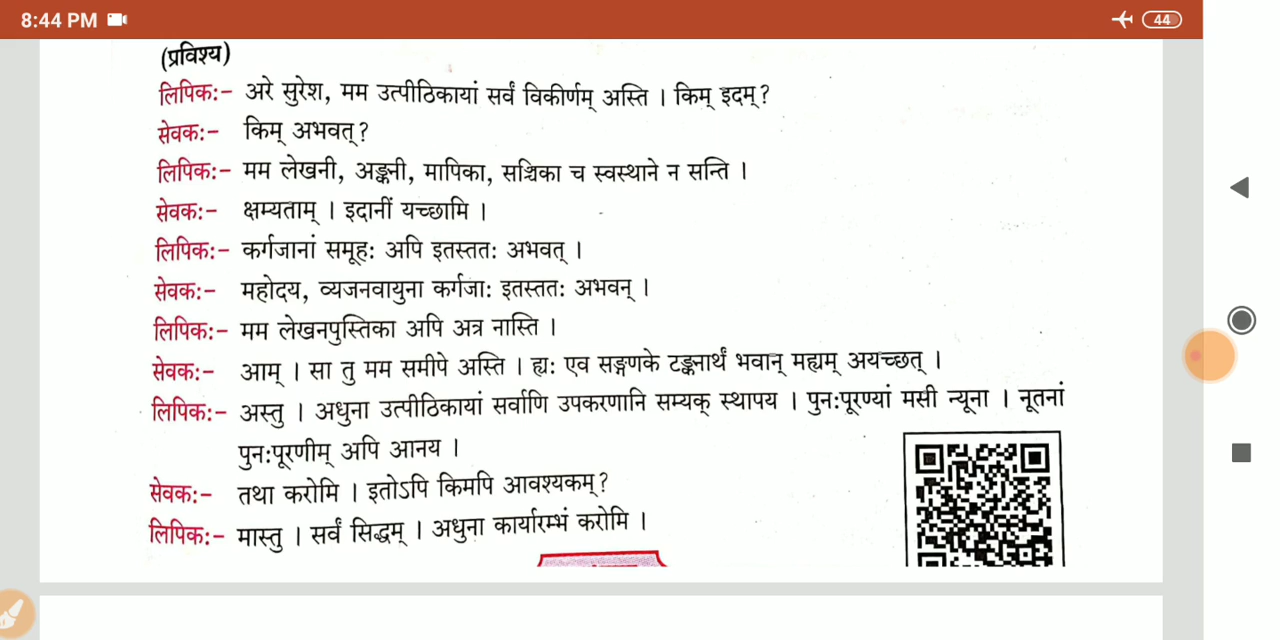 8:44 PM
44
(प्रविश्य)
लिपिक:- अरे सुरेश, मम उत्पीठिकायां सर्वं विकीर्णम् अस्ति । किम् इदम्?
सेवक:- किम् अभवत्?
लिपिक:- मम लेखनी, अङ्कनी, मापिका, सञ्चिका च स्वस्थाने न सन्ति ।
सेवक:- क्षम्यताम् । इदानीं यच्छामि ।
लिपिक:- कर्गजानां समूहः अपि इतस्ततः अभवत् ।
सेवक:- महोदय, व्यजनवायुना कर्गजाः इतस्ततः अभवन् ।
लिपिक:- मम लेखनपुस्तिका अपि अत्र नास्ति ।
सेवक:- आम् । सा तु मम समीपे अस्ति । ह्यः एव सङ्गणके टङ्कनार्थं भवान् मह्यम् अयच्छत् ।
लिपिक:- अस्तु । अधुना उत्पीठिकायां सर्वाणि उपकरणानि सम्यक् स्थापय । पुनःपूरण्यां मसी न्यूना । नूतनां
पुनःपूरणीम् अपि आनय ।
सेवक:- तथा करोमि । इतोऽपि किमपि आवश्यकम्?
लिपिक:- मास्तु । सर्वं सिद्धम् । अधुना कार्यारम्भं करोमि ।